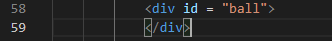 58 <div id = "ball">
59 </div>